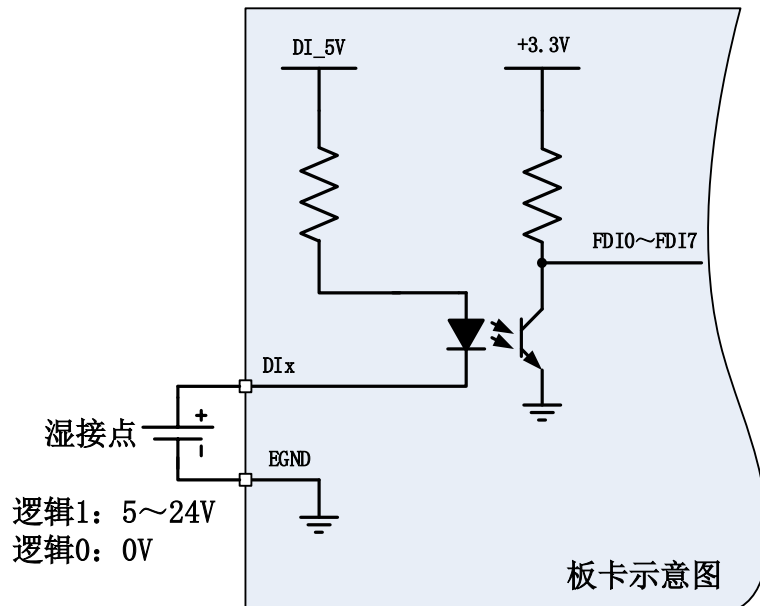 DI_5V
+3.3V
FDI0～FDI7
DIx
+
湿接点
EGND
逻辑1：5～24V
逻辑0：0V
板卡示意图